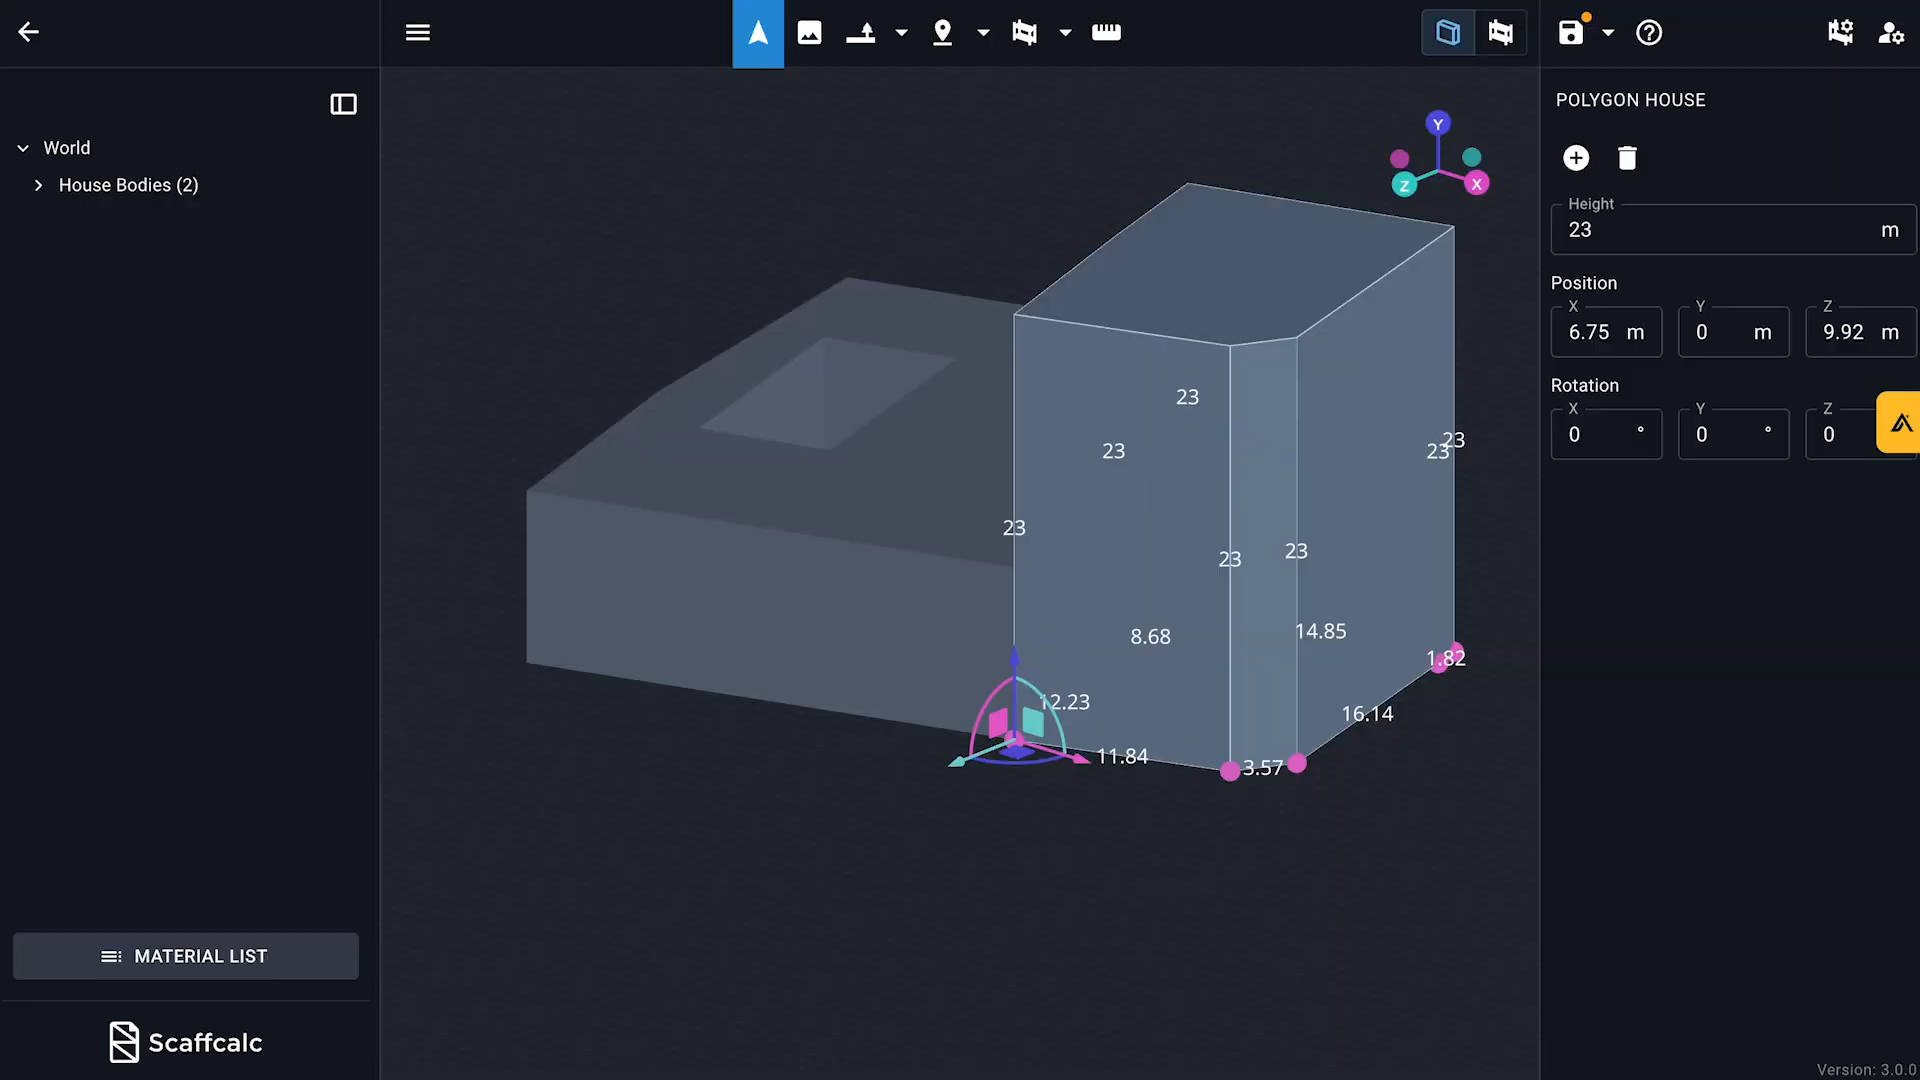 World
House Bodies (2)
MATERIAL LIST
Scaffcalc
Y
Z
X
23
23
23
23
23
23
23
8.68
14.85
1.82
12.23
16.14
11.84
3.57
POLYGON HOUSE
Height
23 m
Position
X Y Z
6.75 m 0 m 9.92 m
Rotation
X Y Z
0 ° 0 ° 0
Version: 3.0.0